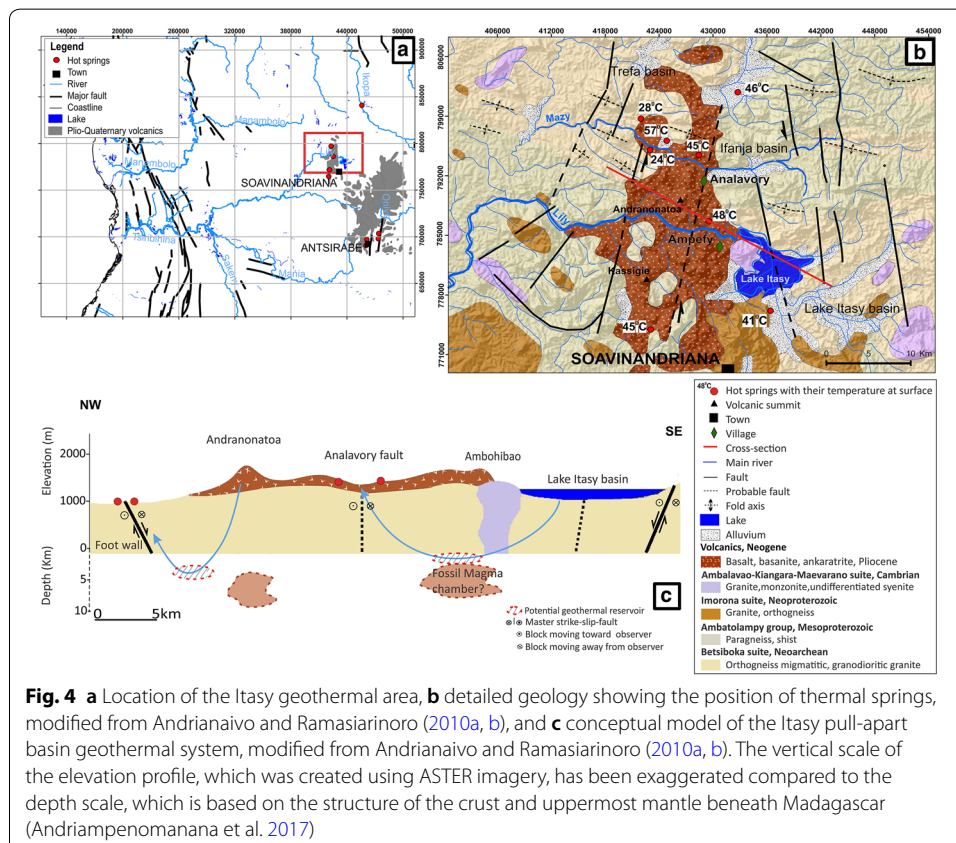 140000 200000 260000 320000 380000 440000 500000
Legend
Hot springs
Town
River
Major fault
Coastline
Lake
Plio-Quaternary volcanics
a
Ikopa
Manambolo
Manambolo
SOAVINANDRIANA
ANTSIRABE
Tsiribihina
Mania
900000
850000
800000
750000
700000
650000
406000 412000 418000 424000 430000 436000 442000 448000 454000
806000
799000
792000
785000
778000
771000
b
Trefa basin
46°C
28°C
Mazy
57°C
45°C
Ifanja basin
24°C
Analavory
Andranonatoa
48°C
Lily
Ampefy
Kassigie
Lake Itasy
Lake Itasy basin
41°C
45°C
SOAVINANDRIANA
0 5 10 Km
NW
SE
Elevation (m)
2000
1000
0
Depth (Km)
5
10
Andranonatoa
Analavory fault
Ambohibao
Lake Itasy basin
Foot wall
Fossil Magma
chamber?
0 5km
c
Potential geothermal reservoir
Master strike-slip-fault
Block moving toward observer
Block moving away from observer
48°C Hot springs with their temperature at surface
Volcanic summit
Town
Village
Cross-section
Main river
Fault
Probable fault
Fold axis
Lake
Alluvium
Volcanics, Neogene
Basalt, basanite, ankaratrite, Pliocene
Ambalavao-Kiangara-Maevarano suite, Cambrian
Granite,monzonite,undifferentiated syenite
Imorona suite, Neoproterozoic
Granite, orthogneiss
Ambatolampy group, Mesoproterozoic
Paragneiss, shist
Betsiboka suite, Neoarchean
Orthogneiss migmatitic, granodioritic granite
Fig. 4 a Location of the Itasy geothermal area, b detailed geology showing the position of thermal springs,
modified from Andrianaivo and Ramasiarinoro (2010a, b), and c conceptual model of the Itasy pull-apart
basin geothermal system, modified from Andrianaivo and Ramasiarinoro (2010a, b). The vertical scale of
the elevation profile, which was created using ASTER imagery, has been exaggerated compared to the
depth scale, which is based on the structure of the crust and uppermost mantle beneath Madagascar
(Andriampenomanana et al. 2017)